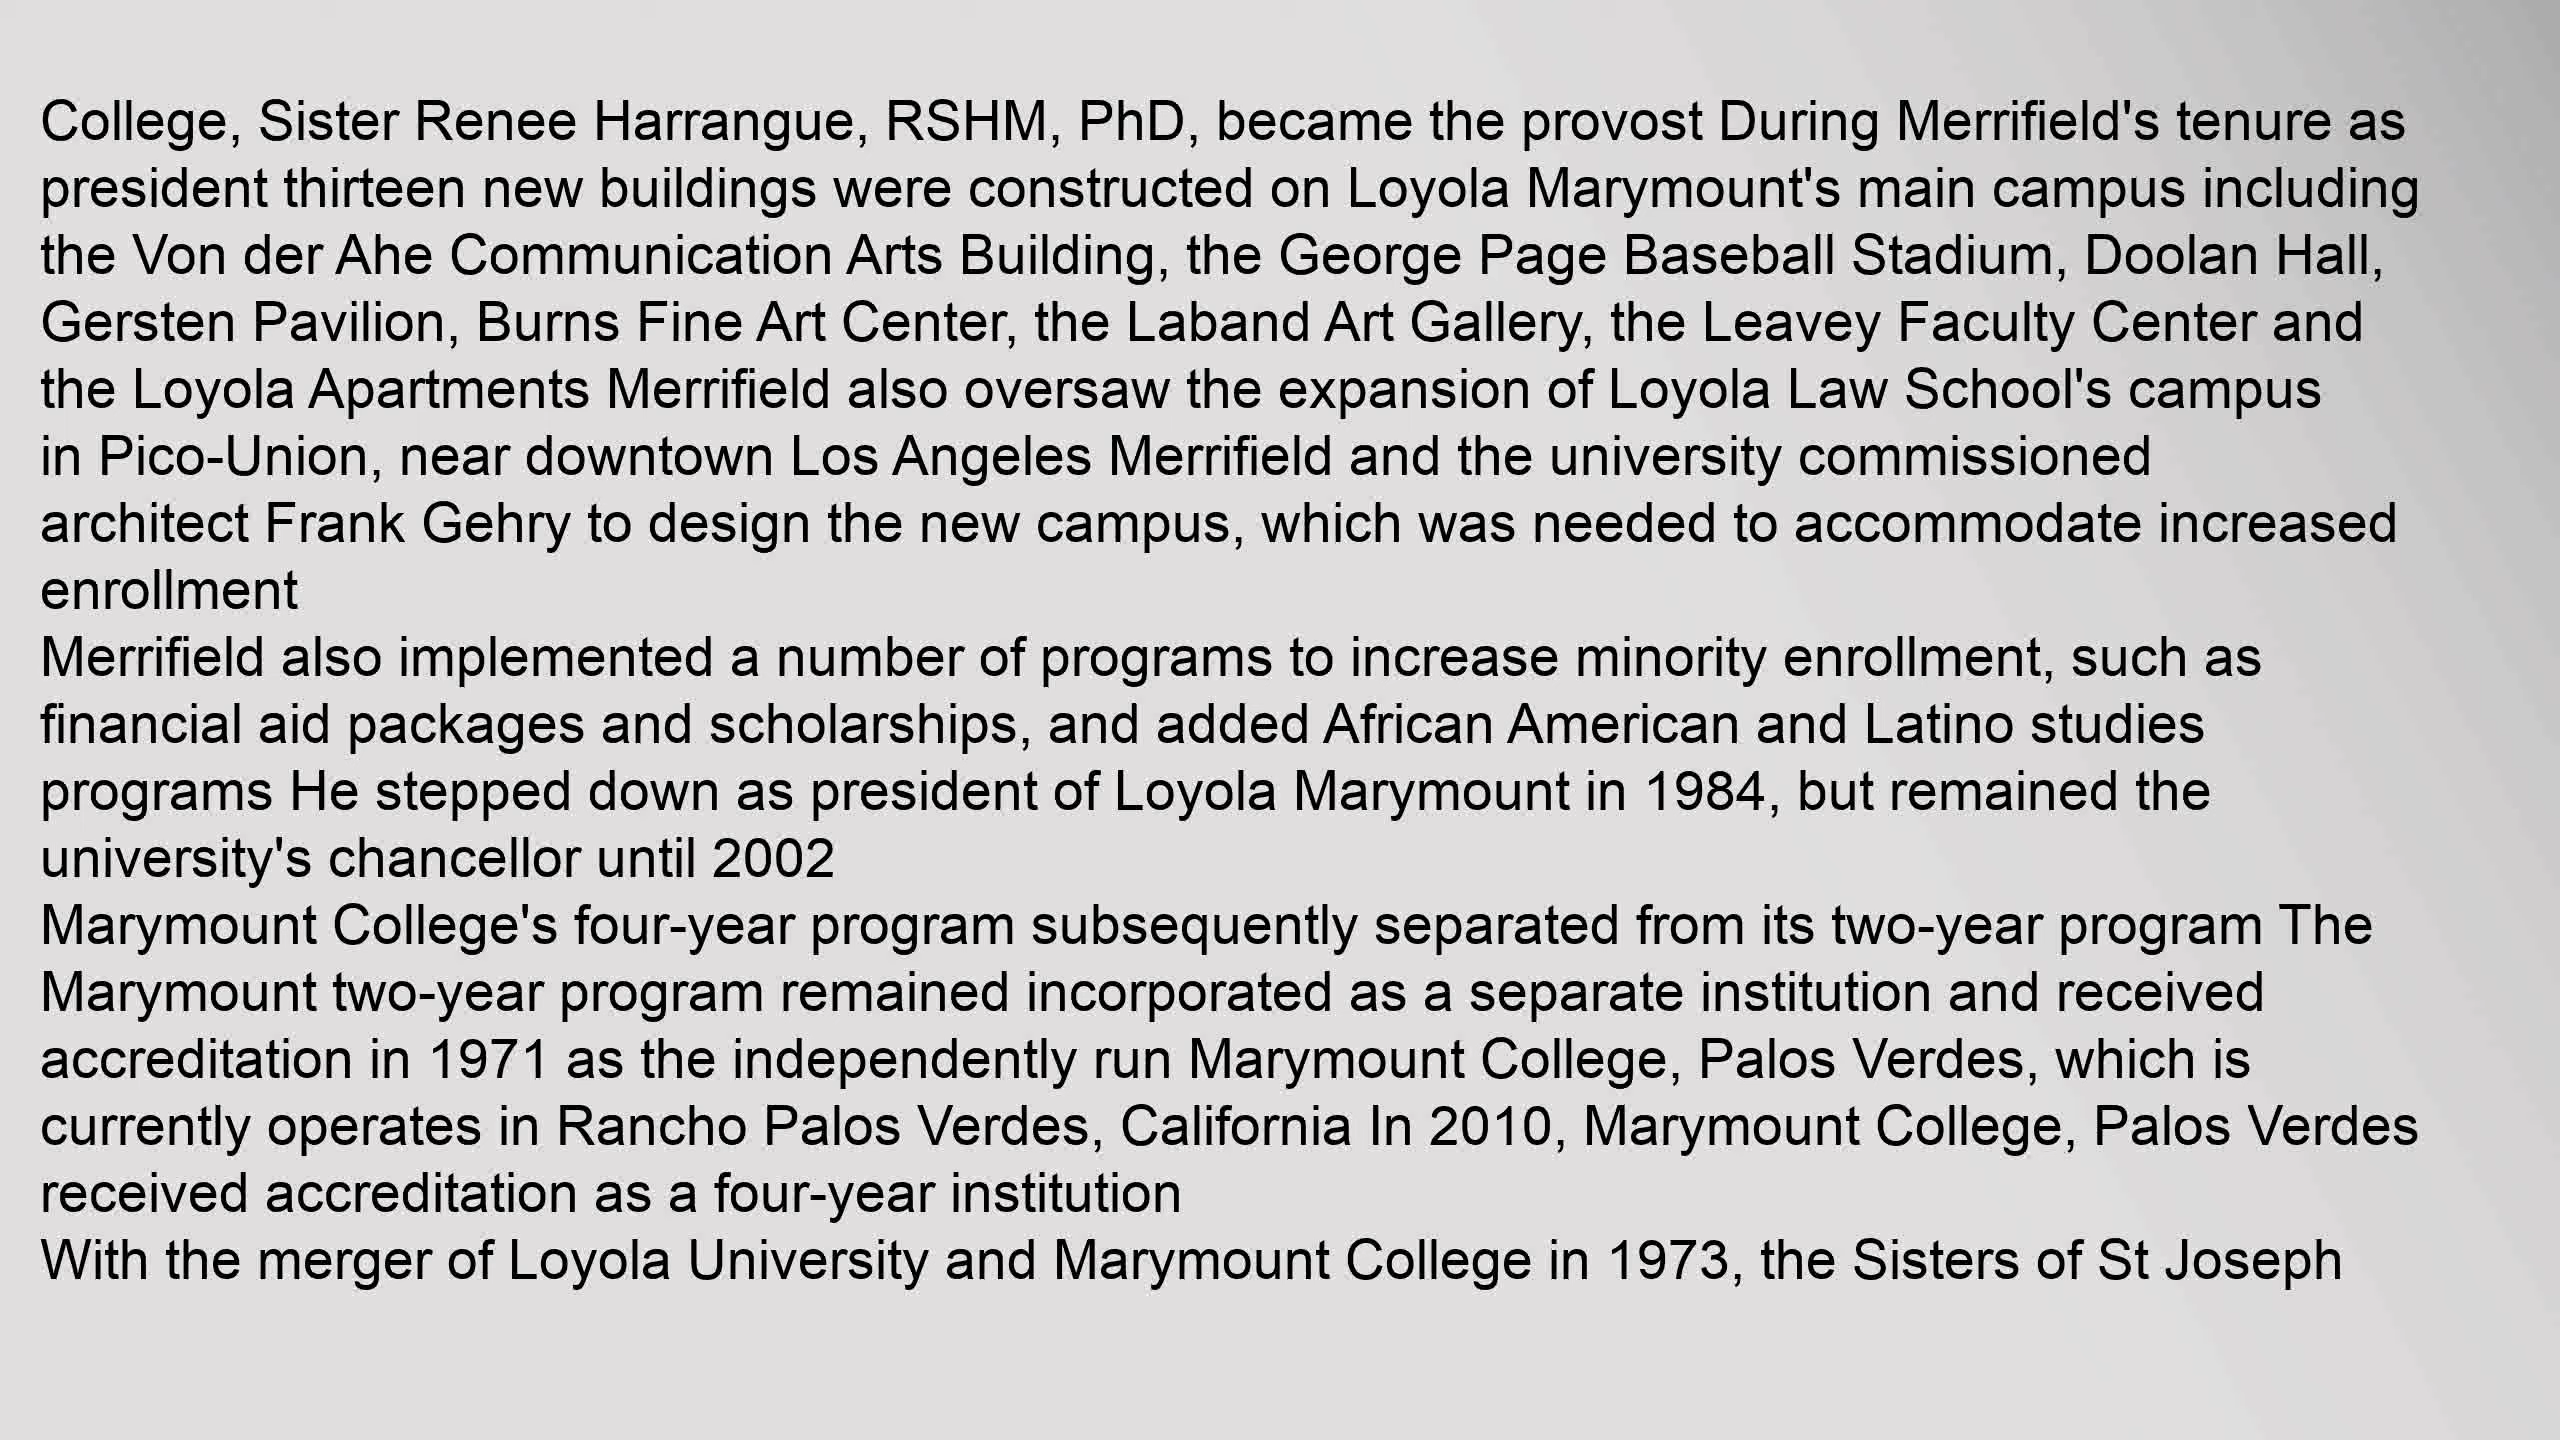 College, Sister Renee Harrangue, RSHM, PhD, became the provost During Merrifield's tenure as
president thirteen new buildings were constructed on Loyola Marymount's main campus including
the Von der Ahe Communication Arts Building, the George Page Baseball Stadium, Doolan Hall,
Gersten Pavilion, Burns Fine Art Center, the Laband Art Gallery, the Leavey Faculty Center and
the Loyola Apartments Merrifield also oversaw the expansion of Loyola Law School's campus
in Pico-Union, near downtown Los Angeles Merrifield and the university commissioned
architect Frank Gehry to design the new campus, which was needed to accommodate increased
enrollment
Merrifield also implemented a number of programs to increase minority enrollment, such as
financial aid packages and scholarships, and added African American and Latino studies
programs He stepped down as president of Loyola Marymount in 1984, but remained the
university's chancellor until 2002
Marymount College's four-year program subsequently separated from its two-year program The
Marymount two-year program remained incorporated as a separate institution and received
accreditation in 1971 as the independently run Marymount College, Palos Verdes, which is
currently operates in Rancho Palos Verdes, California In 2010, Marymount College, Palos Verdes
received accreditation as a four-year institution
With the merger of Loyola University and Marymount College in 1973, the Sisters of St Joseph